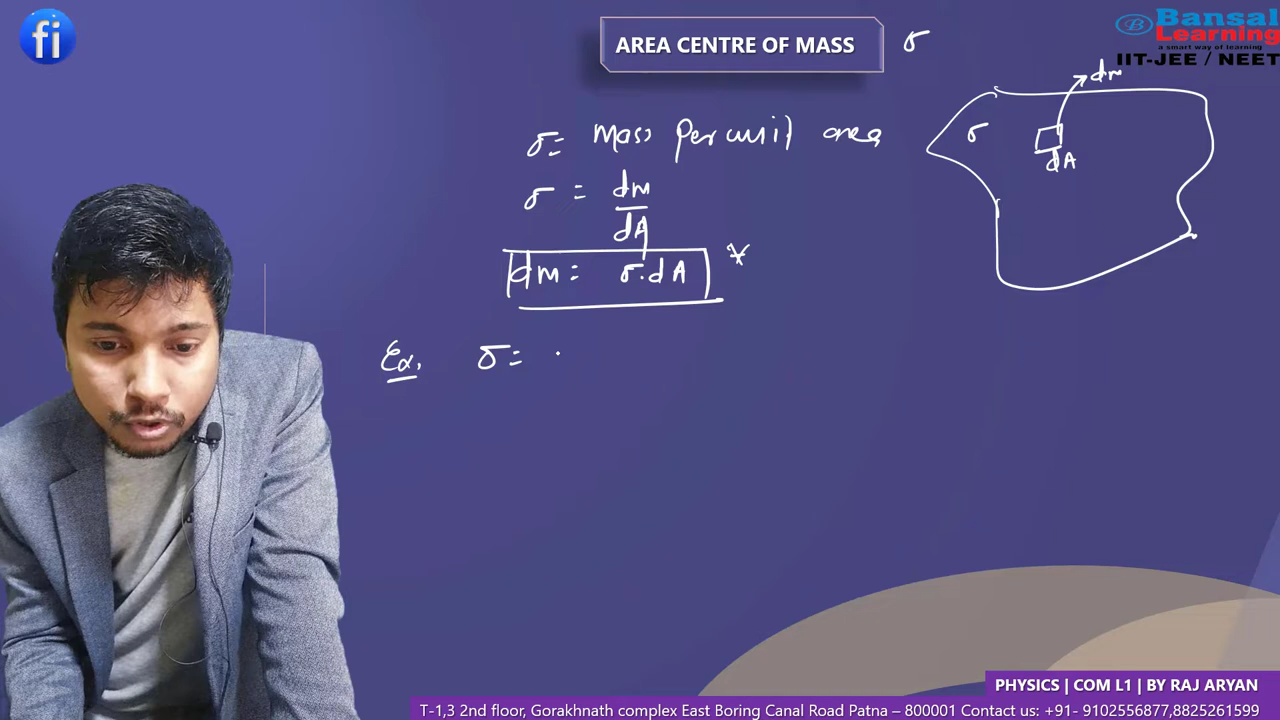 fi
AREA CENTRE OF MASS
σ
Bansal
Learning
a smart way of learning
IIT-JEE / NEET
σ = Mass per unit area
σ = dm/dA
dm = σ.dA *
Ex. σ =
dm
σ
dA
PHYSICS | COM L1 | BY RAJ ARYAN
T-1,3 2nd floor, Gorakhnath complex East Boring Canal Road Patna – 800001 Contact us: +91- 9102556877,8825261599